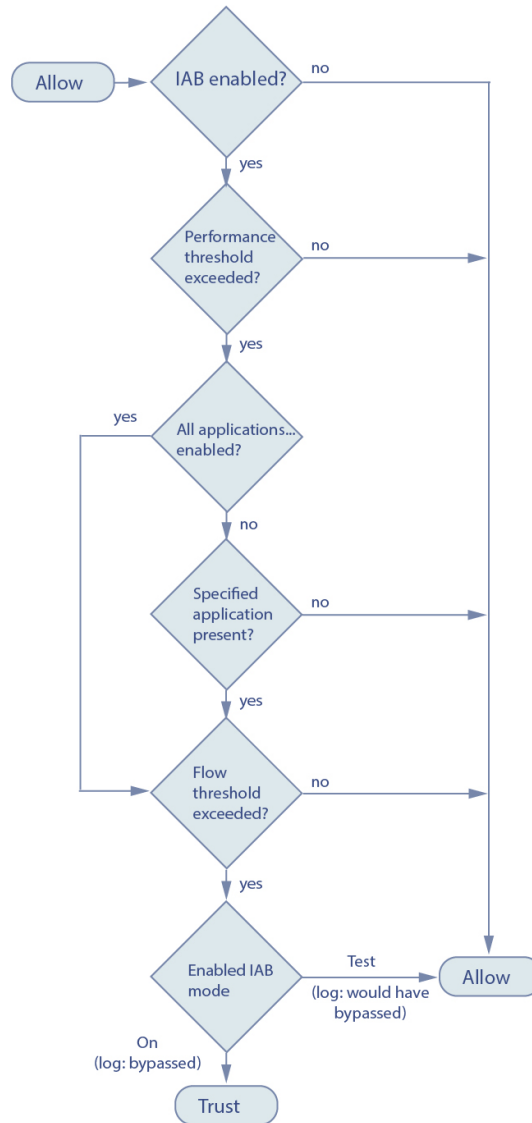 Allow
IAB enabled?
no
yes
Performance
threshold
exceeded?
no
yes
yes
All applications...
enabled?
no
Specified
application
present?
no
yes
Flow
threshold
exceeded?
no
yes
Enabled IAB
mode
Test
(log: would have
bypassed)
Allow
On
(log: bypassed)
Trust